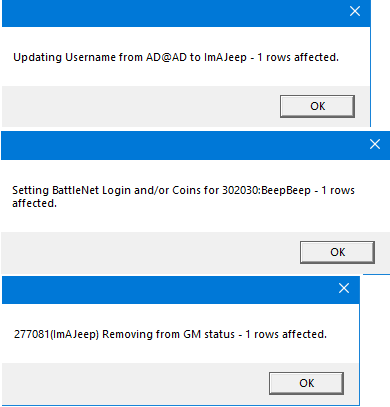 Updating Username from AD@AD to ImAJeep - 1 rows affected.
OK
Setting BattleNet Login and/or Coins for 302030:BeepBeep - 1 rows
affected.
OK
277081(ImAJeep) Removing from GM status - 1 rows affected.
OK